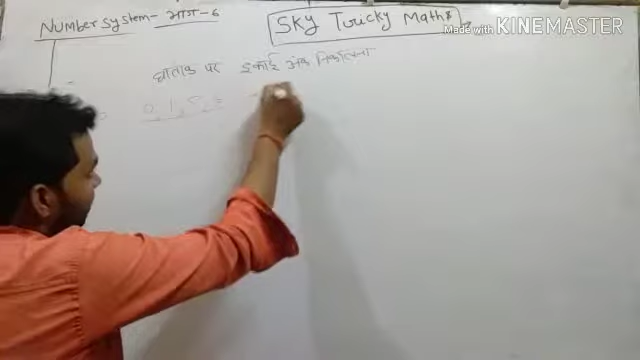 Number system - भाग-6
Sky Tricky Maths
Made with KINEMASTER
घातांक पर इकाई अंक निकालना
0, 1, 5, 6